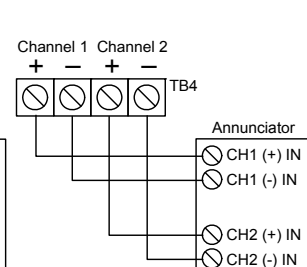 Channel 1 Channel 2
+ − + −
TB4
Annunciator
CH1 (+) IN
CH1 (-) IN
CH2 (+) IN
CH2 (-) IN